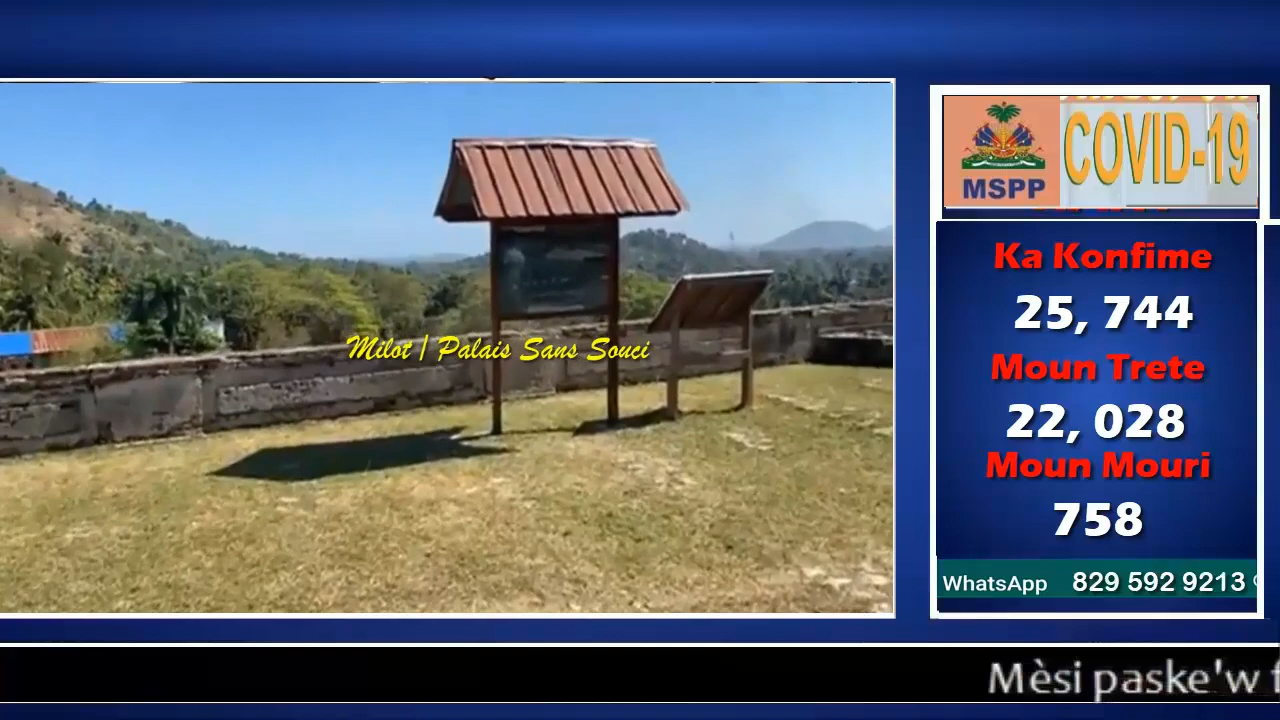 Milot | Palais Sans Souci
MSPP
COVID-19
Ka Konfime
25, 744
Moun Trete
22, 028
Moun Mouri
758
WhatsApp 829 592 9213
Mèsi paske'w